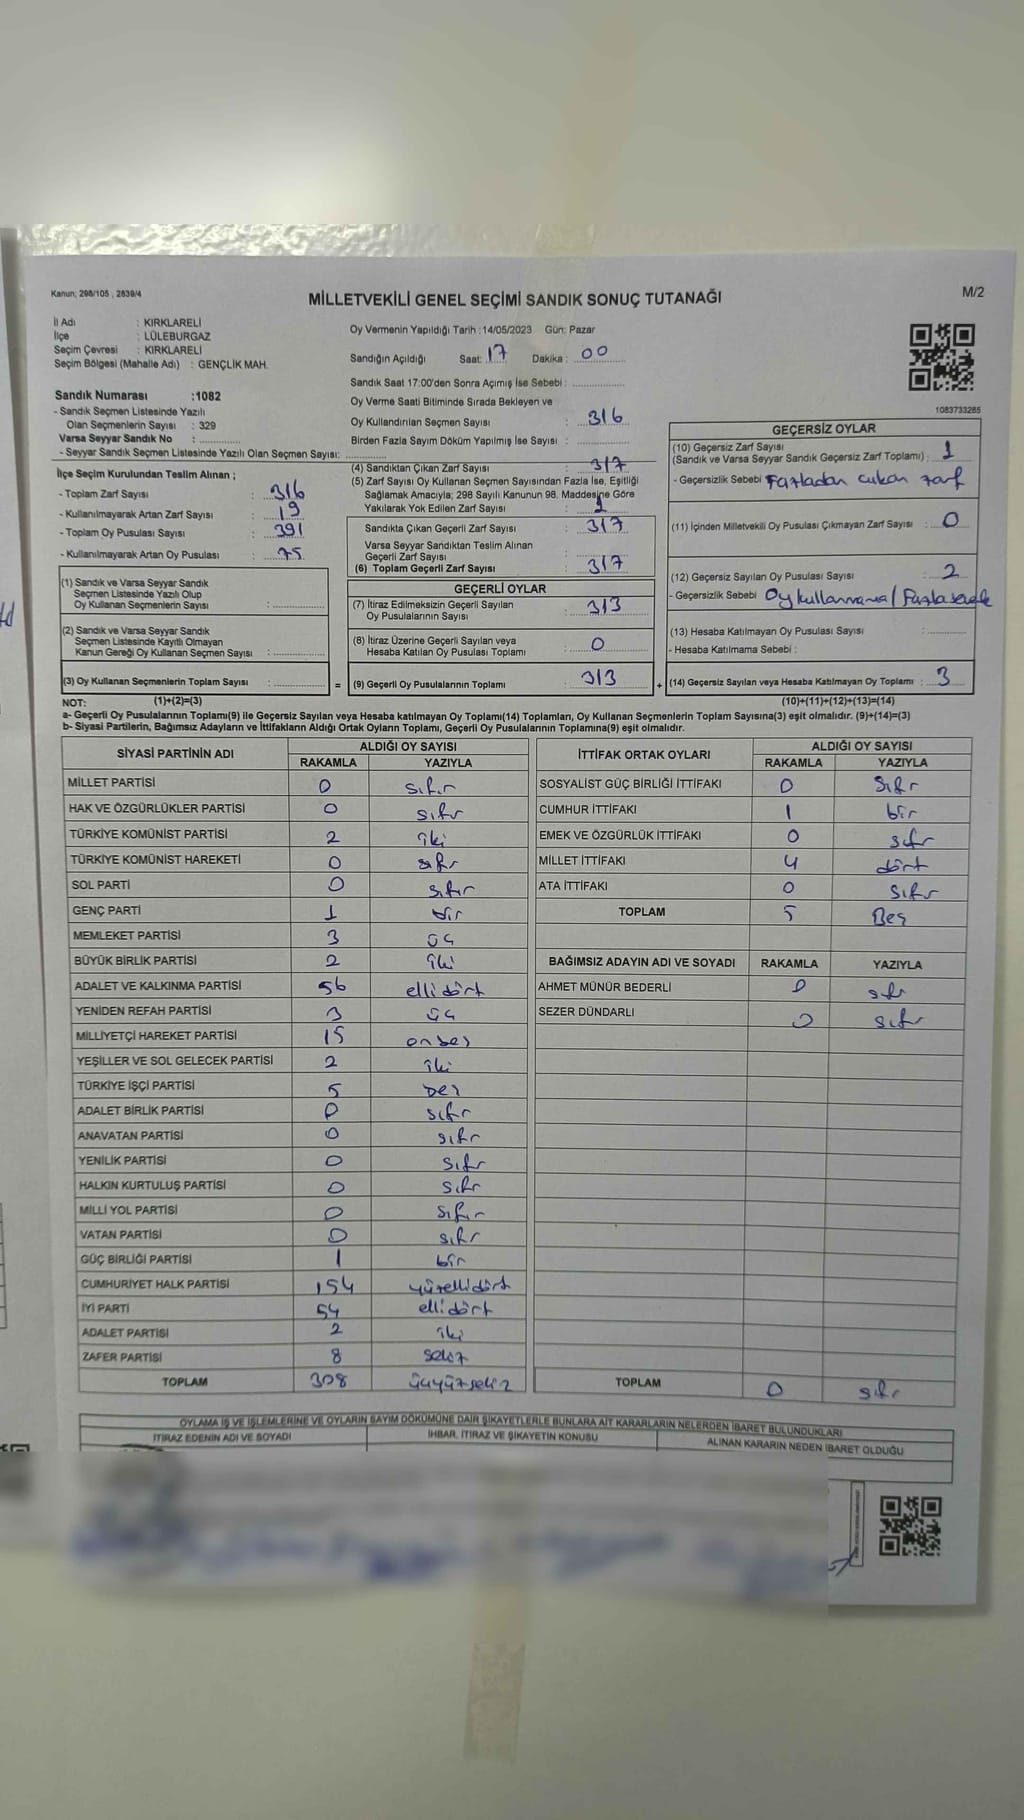 Kanun; 298/105 , 2839/4
MİLLETVEKİLİ GENEL SEÇİMİ SANDIK SONUÇ TUTANAĞI
M/2
İl Adı : KIRKLARELİ
İlçe : LÜLEBURGAZ
Seçim Çevresi : KIRKLARELİ
Seçim Bölgesi (Mahalle Adı) : GENÇLİK MAH.
Sandık Numarası :1082
- Sandık Seçmen Listesinde Yazılı
Olan Seçmenlerin Sayısı : 329
Varsa Seyyar Sandık No :
- Seyyar Sandık Seçmen Listesinde Yazılı Olan Seçmen Sayısı:
Oy Vermenin Yapıldığı Tarih :14/05/2023 Gün: Pazar
Sandığın Açıldığı Saat: 17 Dakika : 00
Sandık Saat 17:00'den Sonra Açımış İse Sebebi :
Oy Verme Saati Bitiminde Sırada Bekleyen ve
Oy Kullandırılan Seçmen Sayısı : 316
Birden Fazla Sayım Döküm Yapılmış İse Sayısı :
1083733285
İlçe Seçim Kurulundan Teslim Alınan ;
- Toplam Zarf Sayısı : 316
- Kullanılmayarak Artan Zarf Sayısı : 19
- Toplam Oy Pusulası Sayısı : 391
- Kullanılmayarak Artan Oy Pusulası : 75
(4) Sandıktan Çıkan Zarf Sayısı : 317
(5) Zarf Sayısı Oy Kullanan Seçmen Sayısından Fazla İse, Eşitliği
Sağlamak Amacıyla; 298 Sayılı Kanunun 98. Maddesine Göre
Yakılarak Yok Edilen Zarf Sayısı : 1
Sandıkta Çıkan Geçerli Zarf Sayısı : 317
Varsa Seyyar Sandıktan Teslim Alınan
Geçerli Zarf Sayısı :
(6) Toplam Geçerli Zarf Sayısı : 317
GEÇERSİZ OYLAR
(10) Geçersiz Zarf Sayısı
(Sandık ve Varsa Seyyar Sandık Geçersiz Zarf Toplamı) : 1
- Geçersizlik Sebebi Fazladan cukan zarf
(11) İçinden Milletvekili Oy Pusulası Çıkmayan Zarf Sayısı : 0
(12) Geçersiz Sayılan Oy Pusulası Sayısı : 2
- Geçersizlik Sebebi Oy kullanmama/
(13) Hesaba Katılmayan Oy Pusulası Sayısı :
- Hesaba Katılmama Sebebi :
(1) Sandık ve Varsa Seyyar Sandık
Seçmen Listesinde Yazılı Olup
Oy Kullanan Seçmenlerin Sayısı :
(2) Sandık ve Varsa Seyyar Sandık
Seçmen Listesinde Kayıtlı Olmayan
Kanun Gereği Oy Kullanan Seçmen Sayısı :
GEÇERLİ OYLAR
(7) İtiraz Edilmeksizin Geçerli Sayılan
Oy Pusulalarının Sayısı : 313
(8) İtiraz Üzerine Geçerli Sayılan veya
Hesaba Katılan Oy Pusulası Toplamı : 0
(3) Oy Kullanan Seçmenlerin Toplam Sayısı :
= (9) Geçerli Oy Pusulalarının Toplamı : 313
+ (14) Geçersiz Sayılan veya Hesaba Katılmayan Oy Toplamı : 3
NOT: (1)+(2)=(3) (10)+(11)+(12)+(13)=(14)
a- Geçerli Oy Pusulalarının Toplamı(9) ile Geçersiz Sayılan veya Hesaba katılmayan Oy Toplamı(14) Toplamları, Oy Kullanan Seçmenlerin Toplam Sayısına(3) eşit olmalıdır. (9)+(14)=(3)
b- Siyasi Partilerin, Bağımsız Adayların ve İttifakların Aldığı Ortak Oyların Toplamı, Geçerli Oy Pusulalarının Toplamına(9) eşit olmalıdır.
SİYASİ PARTİNİN ADI ALDIĞI OY SAYISI
RAKAMLA YAZIYLA
MİLLET PARTİSİ 0 sıfır
HAK VE ÖZGÜRLÜKLER PARTİSİ 0 sıfır
TÜRKİYE KOMÜNİST PARTİSİ 2 iki
TÜRKİYE KOMÜNİST HAREKETİ 0 sıfır
SOL PARTİ 0 sıfır
GENÇ PARTİ 1 bir
MEMLEKET PARTİSİ 3 üç
BÜYÜK BİRLİK PARTİSİ 2 iki
ADALET VE KALKINMA PARTİSİ 56 elli dört
YENİDEN REFAH PARTİSİ 3 üç
MİLLİYETÇİ HAREKET PARTİSİ 15 onbeş
YEŞİLLER VE SOL GELECEK PARTİSİ 2 iki
TÜRKİYE İŞÇİ PARTİSİ 5 beş
ADALET BİRLİK PARTİSİ 0 sıfır
ANAVATAN PARTİSİ 0 sıfır
YENİLİK PARTİSİ 0 sıfır
HALKIN KURTULUŞ PARTİSİ 0 sıfır
MİLLİ YOL PARTİSİ 0 sıfır
VATAN PARTİSİ 0 sıfır
GÜÇ BİRLİĞİ PARTİSİ 1 bir
CUMHURİYET HALK PARTİSİ 154 yüzellidört
İYİ PARTİ 54 elli dört
ADALET PARTİSİ 2 iki
ZAFER PARTİSİ 8 sekiz
TOPLAM 308 üçyüzsekiz
İTTİFAK ORTAK OYLARI ALDIĞI OY SAYISI
RAKAMLA YAZIYLA
SOSYALİST GÜÇ BİRLİĞİ İTTİFAKI 0 sıfır
CUMHUR İTTİFAKI 1 bir
EMEK VE ÖZGÜRLÜK İTTİFAKI 0 sıfır
MİLLET İTTİFAKI 4 dört
ATA İTTİFAKI 0 sıfır
TOPLAM 5 Beş
BAĞIMSIZ ADAYIN ADI VE SOYADI RAKAMLA YAZIYLA
AHMET MÜNÜR BEDERLİ 0 sıfır
SEZER DÜNDARLI 0 sıfır
TOPLAM 0 sıfır
OYLAMA İŞ VE İŞLEMLERİNE VE OYLARIN SAYIM DÖKÜMÜNE DAİR ŞİKAYETLERLE BUNLARA AİT KARARLARIN NELERDEN İBARET BULUNDUKLARI
İTİRAZ EDENİN ADI VE SOYADI İHBAR, İTİRAZ VE ŞİKAYETİN KONUSU ALINAN KARARIN NEDEN İBARET OLDUĞU